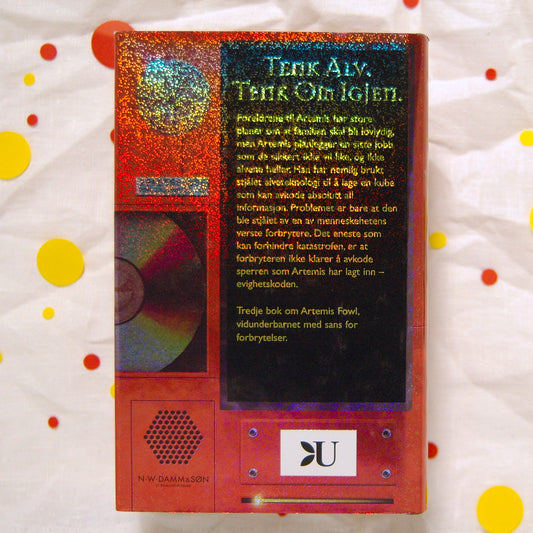 TENK ALV.
TENK OM IGJEN.
Foreldrene til Artemis har store
planer om at familien skal bli lovlydig,
men Artemis planlegger en siste jobb
som de sikkert ikke vil like, og ikke
alvene heller. Han har nemlig brukt
stjålet alveteknologi til å lage en kube
som kan avkode absolutt all
informasjon. Problemet er bare at den
ble stjålet av en av menneskehetens
verste forbrytere. Det eneste som
kan forhindre katastrofen, er at
forbryteren ikke klarer å avkode
sperren som Artemis har lagt inn –
evighetskoden.
Tredje bok om Artemis Fowl,
vidunderbarnet med sans for
forbrytelser.
N·W·DAMM&SØN
U